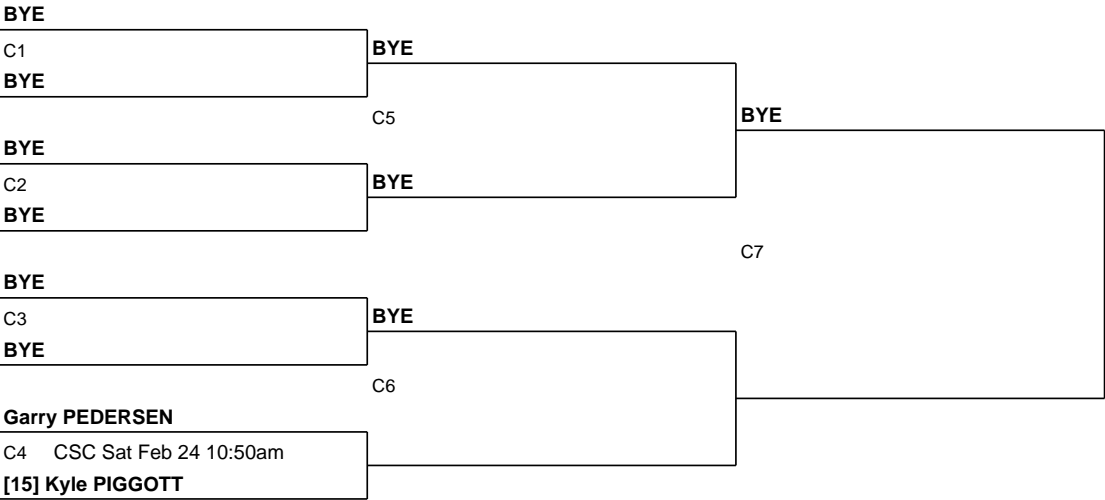 BYE
C1
BYE
BYE
C5
BYE
BYE
C2
BYE
BYE
C7
BYE
C3
BYE
BYE
C6
Garry PEDERSEN
C4 CSC Sat Feb 24 10:50am
[15] Kyle PIGGOTT